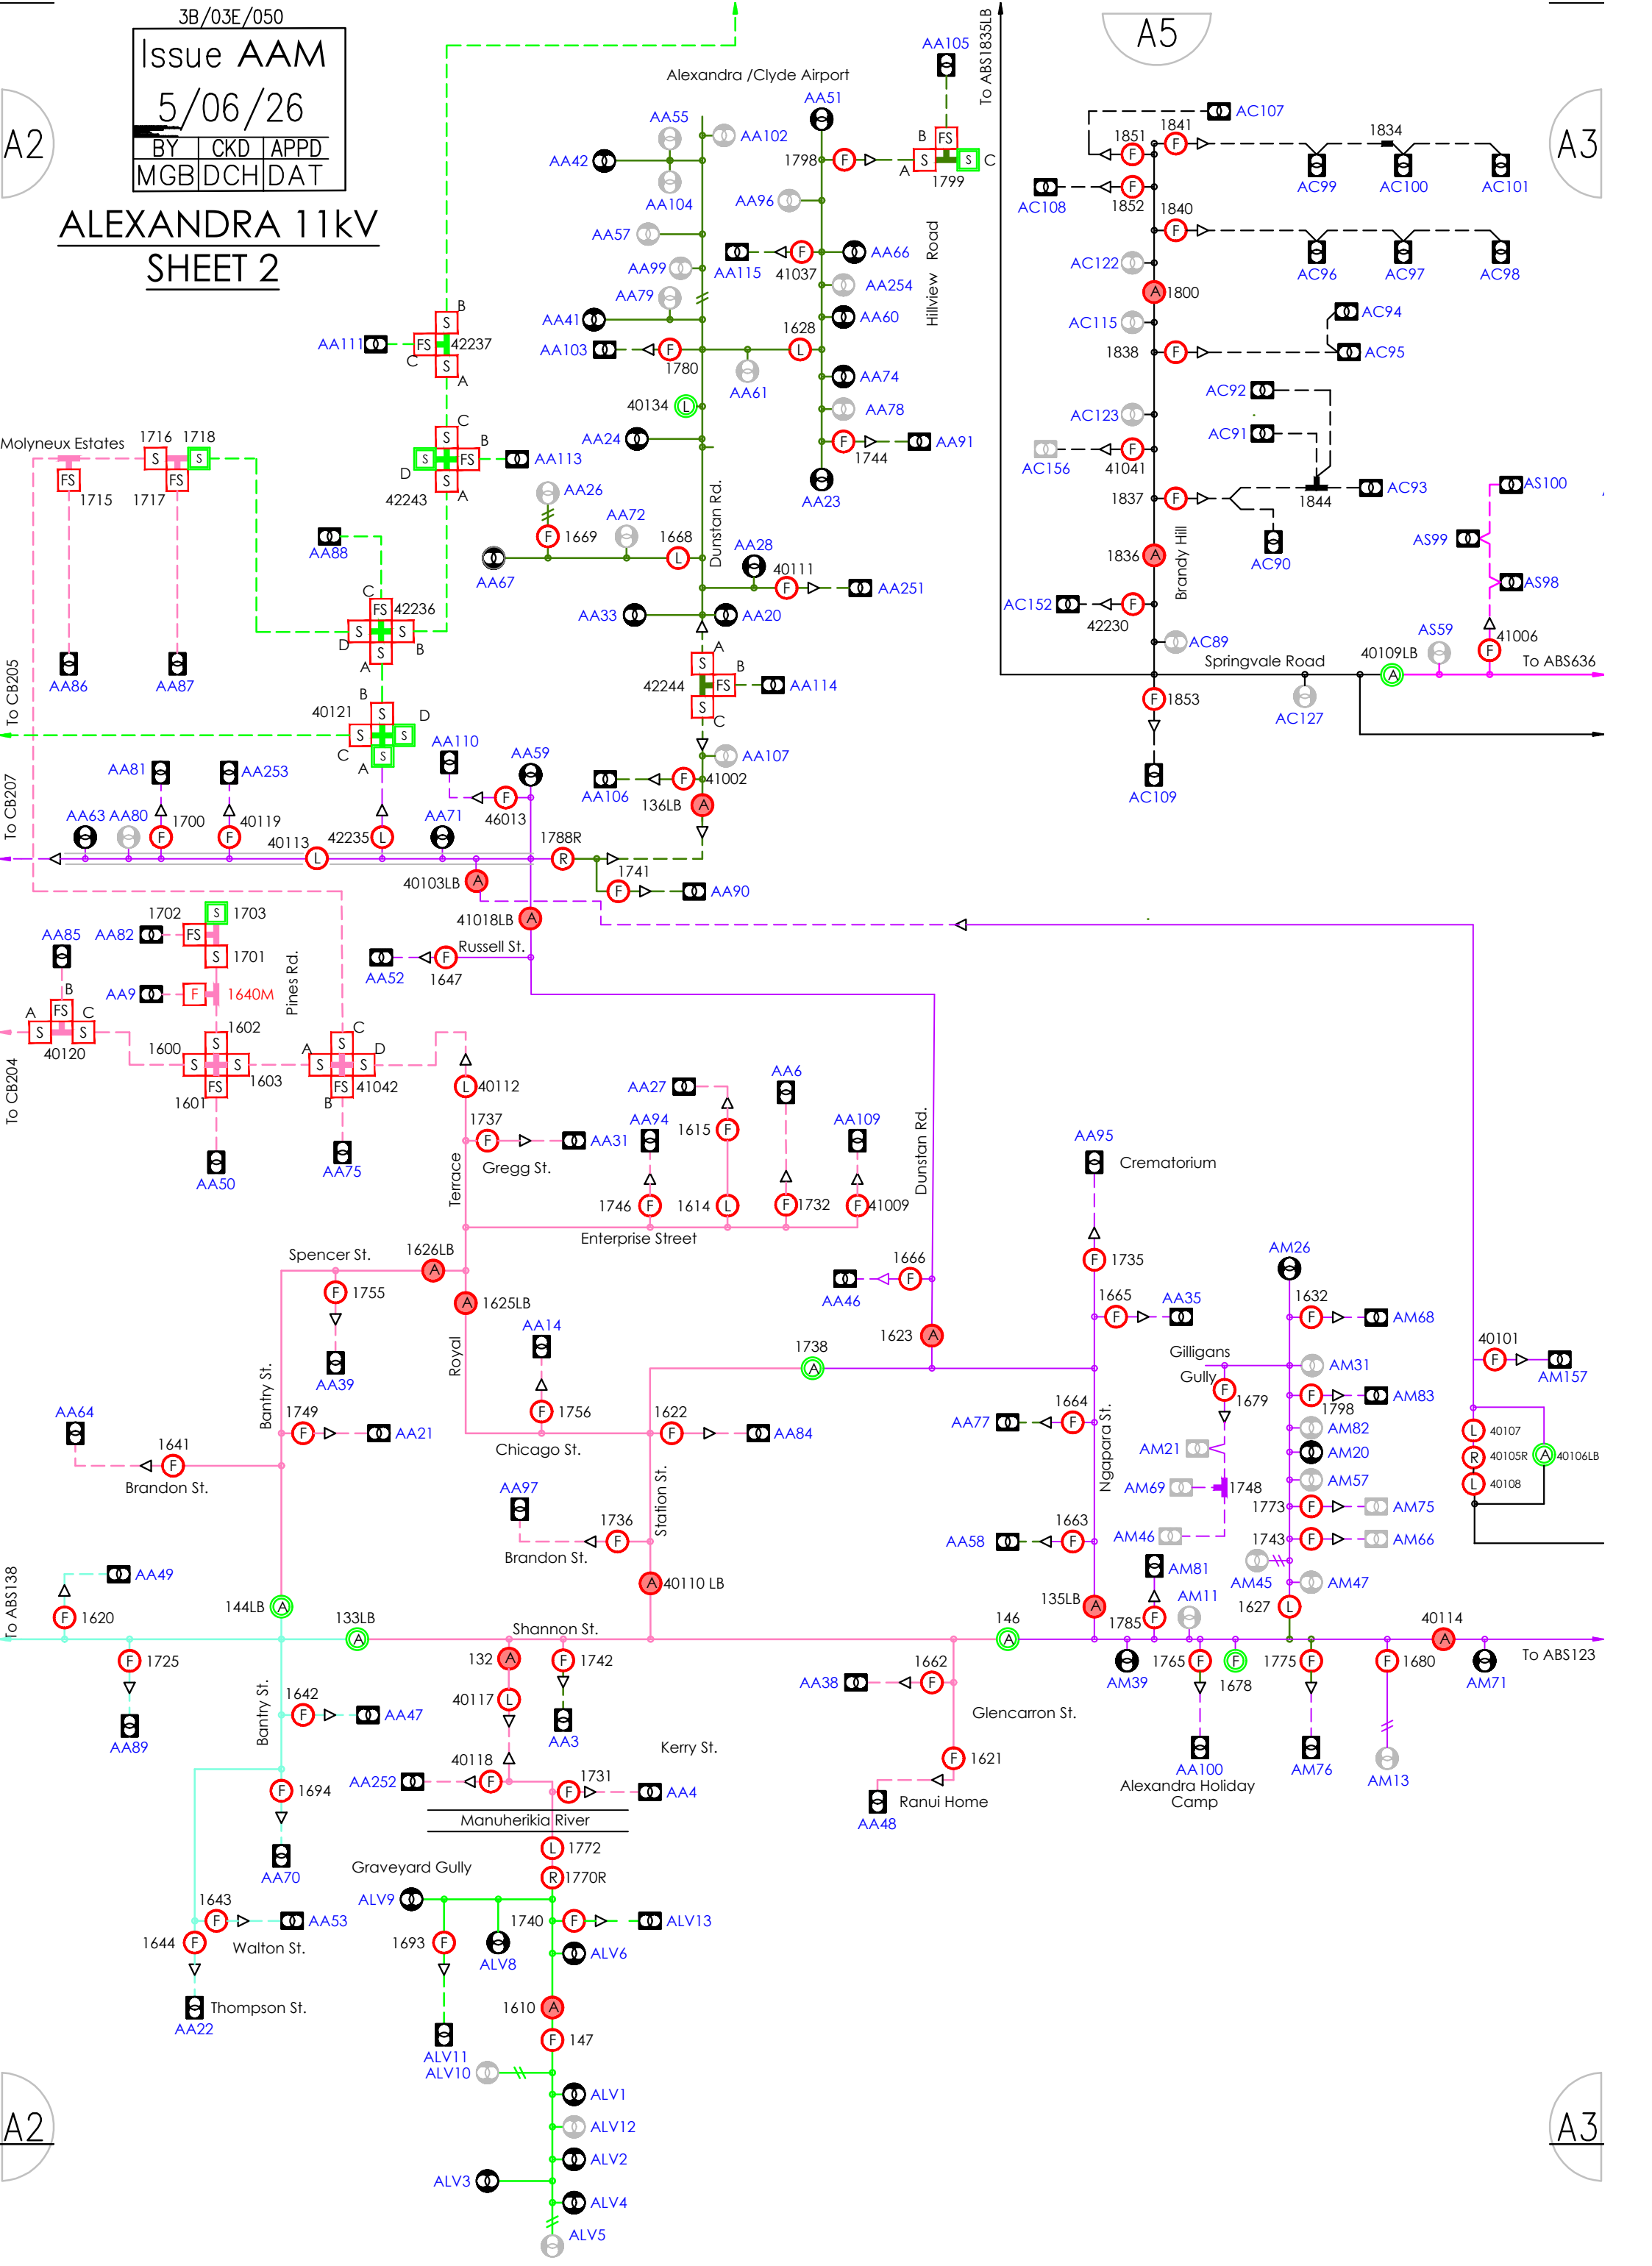 3B/03E/050
Issue AAM
5/06/26
BY CKD APPD
MGB DCH DAT
ALEXANDRA 11kV
SHEET 2
A2
A5
A3
To ABS1835LB
Alexandra /Clyde Airport
AA105
B FS
A S S C
1799
AA51
1798 F
AA55
AA102
AA42
AA104
AA96
AA57
AA99
AA115 F AA66
41037
AA254
AA79
AA41
AA60
Hillview Road
AA103 F
1780
1628
L
AA61
AA74
40134 L
AA78
AA24
F AA91
1744
AA23
AC107
1851
F
1841
F
1834
AC99
AC100
AC101
AC108
F
1852
1840
F
AC96
AC97
AC98
AC122
A 1800
AC115
AC94
1838 F AC95
AC92
AC91
AC123
AC156
F
41041
1837 F
1844
AC93
AC90
1836 A
Brandy Hill
AC152
F
42230
AC89
Springvale Road
AC127
F 1853
AC109
40109LB
A
AS59
AS100
AS99
AS98
41006
F
To ABS636
B
S
AA111 FS 42237
C S
A
C
S B
S FS AA113
D S
42243 A
Molyneux Estates
1716 1718
S S
FS
1715
FS
1717
AA86
AA87
AA88
C
FS 42236
S S
D S B
A
B
40121 S D
S S
C S
A
To CB205
To CB207
AA26
AA72
F 1669
1668
L
AA67
Dunstan Rd.
AA28
40111
F AA251
AA33
AA20
A
S B
42244 FS AA114
S
C
AA107
AA106 F 41002
136LB A
AA110
AA59
F
46013
AA81
AA253
AA63 AA80
F 1700
F 40119
40113
L
42235 L
AA71
1788R
R
1741
F AA90
40103LB A
41018LB A
Russell St.
AA52 F
1647
1702 S 1703
AA82 FS
S 1701
AA85
AA9 F 1640M
Pines Rd.
B
A FS C
S S
40120
1602
1600 S
S S
FS 1603
1601
AA50
C
A S D
S S
FS 41042
B
AA75
To CB204
L 40112
1737
F AA31
Gregg St.
Terrace
AA27
AA94
1615 F
AA6
AA109
1746 F
1614 L
F 1732
F 41009
Enterprise Street
Dunstan Rd.
1666
AA46 F
1623 A
Spencer St.
1626LB
A
F 1755
AA39
A 1625LB
Royal
AA14
F
1756
Chicago St.
1738
A
1622
F AA84
Bantry St.
1749
F AA21
AA64
1641
F
Brandon St.
AA97
1736
F
Brandon St.
Station St.
A 40110 LB
AA95
Crematorium
F 1735
1665 AA35
F
1664
AA77 F
Ngapara St.
1663
AA58 F
135LB A
AM26
1632
F AM68
Gilligans
Gully
AM31
F
1679
F AM83
1798
AM82
AM21
AM20
AM69
1748
AM57
1773 F AM75
AM46
1743 F AM66
AM45
AM47
1627 L
40101
F
AM157
L 40107
R 40105R
L 40108
A 40106LB
AM81
AM11
1785 F
40114
A
To ABS123
AM39
1765 F
F
1678
1775 F
F 1680
AM71
AA100
AM76
AM13
Alexandra Holiday
Camp
To ABS138
AA49
F 1620
144LB A
133LB
A
Shannon St.
146
A
1725 F
AA89
Bantry St.
1642
F AA47
132 A
F 1742
40117 L
AA3
AA38 1662
F
Glencarron St.
F 1621
Ranui Home
AA48
Kerry St.
AA252 40118
F
1731
F AA4
Manuherikia River
F 1694
AA70
L 1772
R 1770R
Graveyard Gully
ALV9
1740 F ALV13
1693 F
ALV8
ALV6
1643
F AA53
1644 F Walton St.
Thompson St.
AA22
1610 A
F 147
ALV11
ALV10
ALV1
ALV12
ALV2
ALV3
ALV4
ALV5
A2
A3